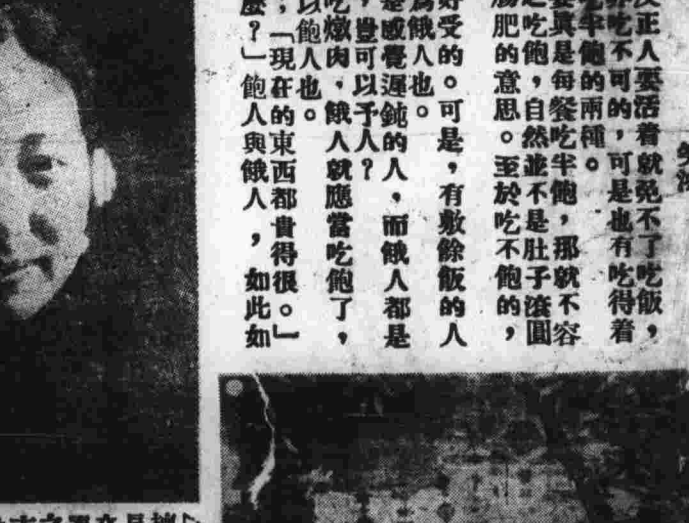 反正人要活着就免不了吃飯，
吃不可的，可是也有吃得着
吃半飽的兩種。
要眞是每餐吃半飽，那就不容
之吃飽，自然並不是肚子滾圓
腸肥的意思。至於吃不飽的，
好受的。可是，有敷餘飯的人
爲餓人也。
是感覺遲鈍的人，而餓人都是
，豈可以予人？
吃燉肉，餓人就應當吃飽了，
以飽人也。
，「現在的東西都貴得很。」
麼？」飽人與餓人，如此如